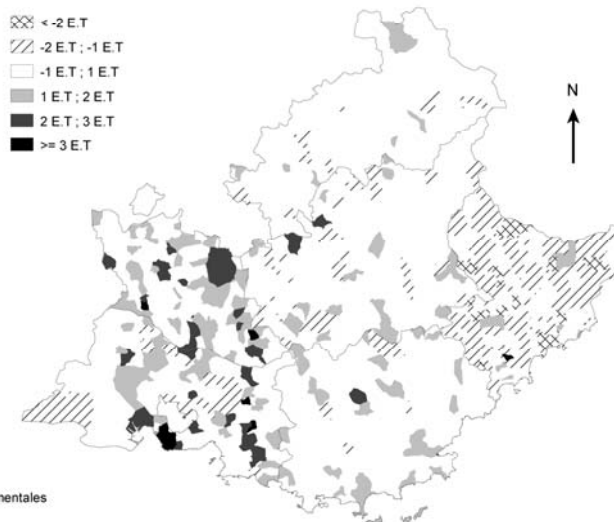 < -2 E.T
-2 E.T ; -1 E.T
-1 E.T ; 1 E.T
1 E.T ; 2 E.T
2 E.T ; 3 E.T
>= 3 E.T
N
mentales